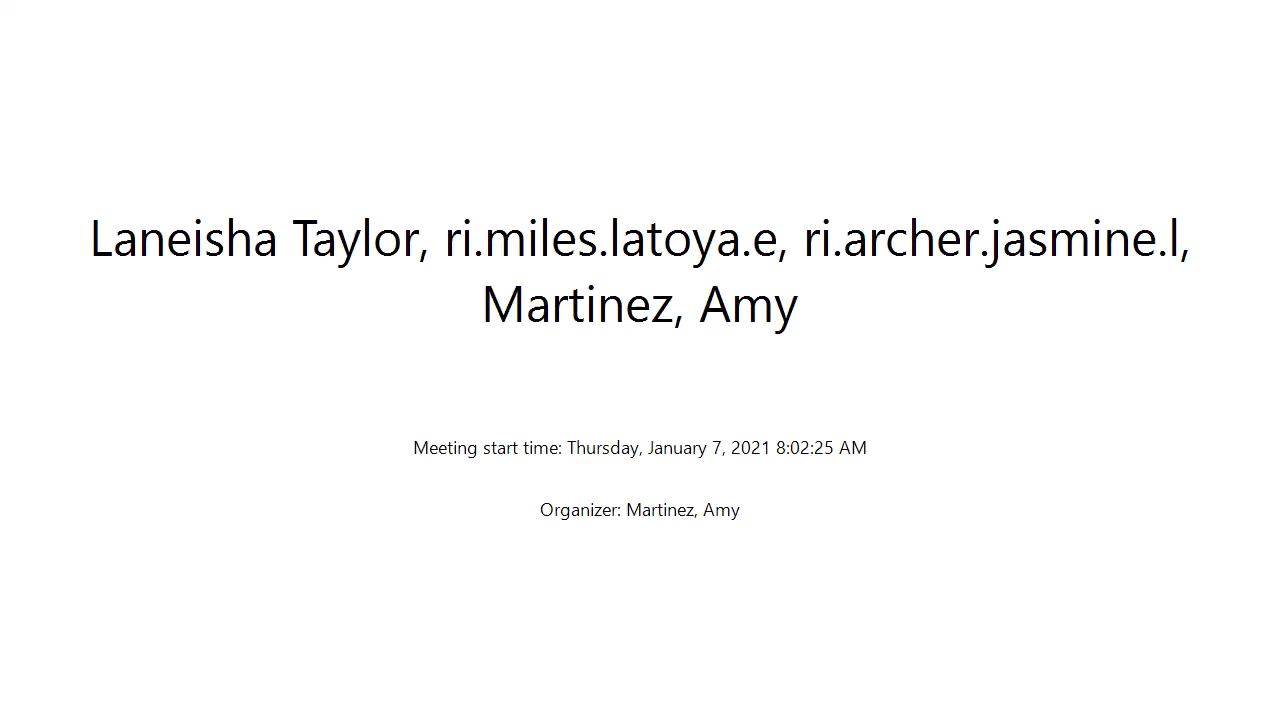 Laneisha Taylor, ri.miles.latoya.e, ri.archer.jasmine.l,
Martinez, Amy
Meeting start time: Thursday, January 7, 2021 8:02:25 AM
Organizer: Martinez, Amy